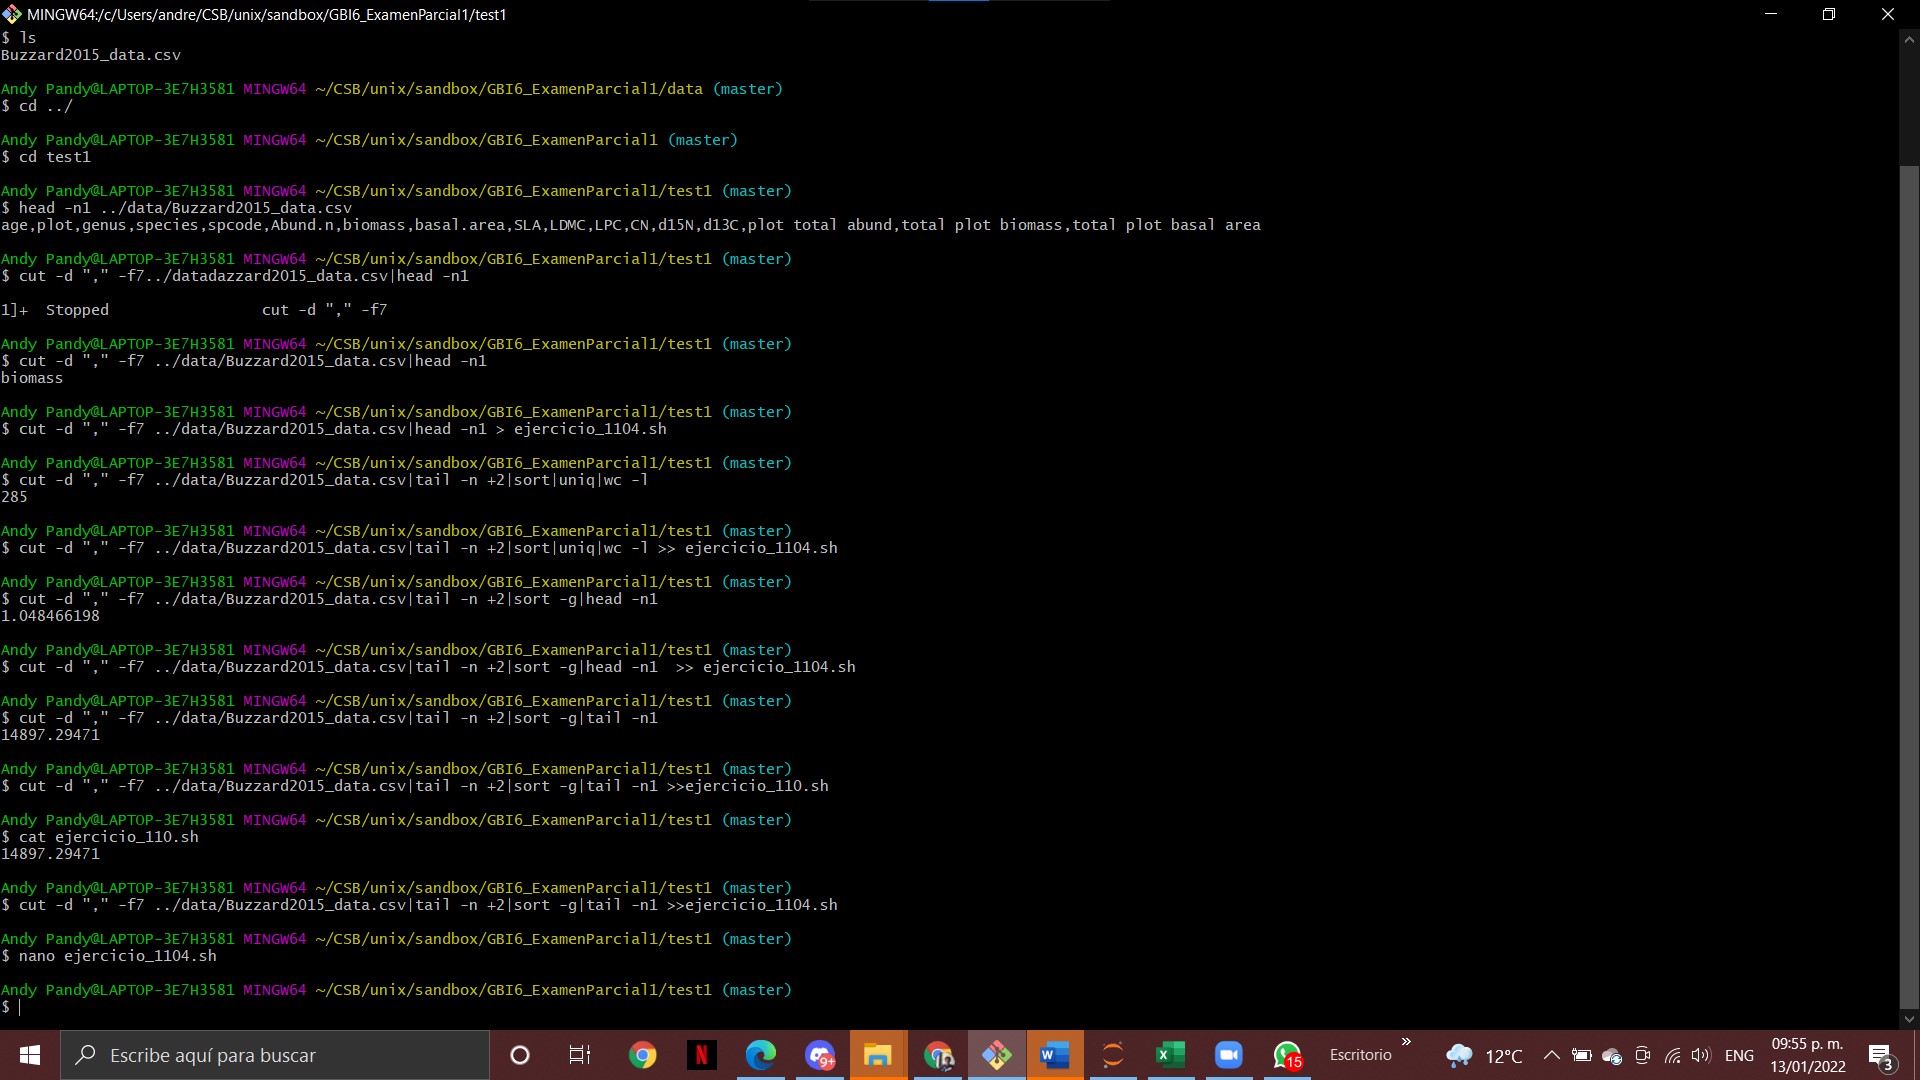 MINGW64:/c/Users/andre/CSB/unix/sandbox/GBI6_ExamenParcial1/test1
$ ls
Buzzard2015_data.csv
Andy Pandy@LAPTOP-3E7H3581 MINGW64 ~/CSB/unix/sandbox/GBI6_ExamenParcial1/data (master)
$ cd ../
Andy Pandy@LAPTOP-3E7H3581 MINGW64 ~/CSB/unix/sandbox/GBI6_ExamenParcial1 (master)
$ cd test1
Andy Pandy@LAPTOP-3E7H3581 MINGW64 ~/CSB/unix/sandbox/GBI6_ExamenParcial1/test1 (master)
$ head -n1 ../data/Buzzard2015_data.csv
age,plot,genus,species,spcode,Abund.n,biomass,basal.area,SLA,LDMC,LPC,CN,d15N,d13C,plot total abund,total plot biomass,total plot basal area
Andy Pandy@LAPTOP-3E7H3581 MINGW64 ~/CSB/unix/sandbox/GBI6_ExamenParcial1/test1 (master)
$ cut -d "," -f7../datadazzard2015_data.csv|head -n1
1]+  Stopped                 cut -d "," -f7
Andy Pandy@LAPTOP-3E7H3581 MINGW64 ~/CSB/unix/sandbox/GBI6_ExamenParcial1/test1 (master)
$ cut -d "," -f7 ../data/Buzzard2015_data.csv|head -n1
biomass
Andy Pandy@LAPTOP-3E7H3581 MINGW64 ~/CSB/unix/sandbox/GBI6_ExamenParcial1/test1 (master)
$ cut -d "," -f7 ../data/Buzzard2015_data.csv|head -n1 > ejercicio_1104.sh
Andy Pandy@LAPTOP-3E7H3581 MINGW64 ~/CSB/unix/sandbox/GBI6_ExamenParcial1/test1 (master)
$ cut -d "," -f7 ../data/Buzzard2015_data.csv|tail -n +2|sort|uniq|wc -l
285
Andy Pandy@LAPTOP-3E7H3581 MINGW64 ~/CSB/unix/sandbox/GBI6_ExamenParcial1/test1 (master)
$ cut -d "," -f7 ../data/Buzzard2015_data.csv|tail -n +2|sort|uniq|wc -l >> ejercicio_1104.sh
Andy Pandy@LAPTOP-3E7H3581 MINGW64 ~/CSB/unix/sandbox/GBI6_ExamenParcial1/test1 (master)
$ cut -d "," -f7 ../data/Buzzard2015_data.csv|tail -n +2|sort -g|head -n1
1.048466198
Andy Pandy@LAPTOP-3E7H3581 MINGW64 ~/CSB/unix/sandbox/GBI6_ExamenParcial1/test1 (master)
$ cut -d "," -f7 ../data/Buzzard2015_data.csv|tail -n +2|sort -g|head -n1  >> ejercicio_1104.sh
Andy Pandy@LAPTOP-3E7H3581 MINGW64 ~/CSB/unix/sandbox/GBI6_ExamenParcial1/test1 (master)
$ cut -d "," -f7 ../data/Buzzard2015_data.csv|tail -n +2|sort -g|tail -n1
14897.29471
Andy Pandy@LAPTOP-3E7H3581 MINGW64 ~/CSB/unix/sandbox/GBI6_ExamenParcial1/test1 (master)
$ cut -d "," -f7 ../data/Buzzard2015_data.csv|tail -n +2|sort -g|tail -n1 >>ejercicio_110.sh
Andy Pandy@LAPTOP-3E7H3581 MINGW64 ~/CSB/unix/sandbox/GBI6_ExamenParcial1/test1 (master)
$ cat ejercicio_110.sh
14897.29471
Andy Pandy@LAPTOP-3E7H3581 MINGW64 ~/CSB/unix/sandbox/GBI6_ExamenParcial1/test1 (master)
$ cut -d "," -f7 ../data/Buzzard2015_data.csv|tail -n +2|sort -g|tail -n1 >>ejercicio_1104.sh
Andy Pandy@LAPTOP-3E7H3581 MINGW64 ~/CSB/unix/sandbox/GBI6_ExamenParcial1/test1 (master)
$ nano ejercicio_1104.sh
Andy Pandy@LAPTOP-3E7H3581 MINGW64 ~/CSB/unix/sandbox/GBI6_ExamenParcial1/test1 (master)
$
Escribe aquí para buscar
N
9+
W
X
15
Escritorio
»
12°C
ENG
09:55 p. m.
13/01/2022
3